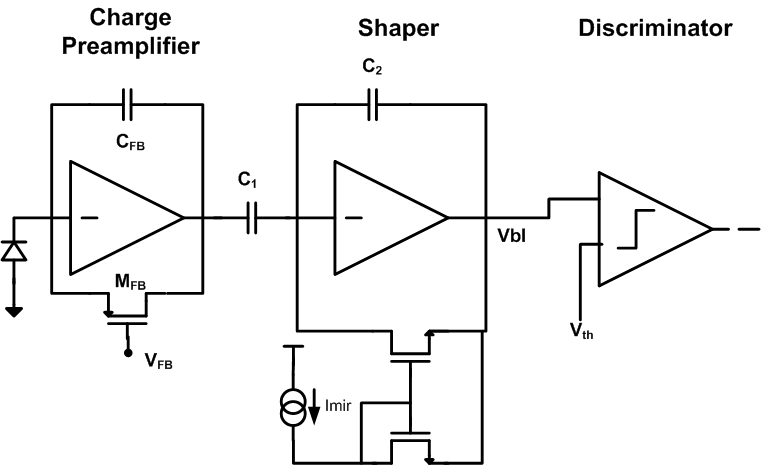 Charge
Preamplifier
Shaper
Discriminator
C2
CFB
C1
Vbl
MFB
Vth
VFB
Imir